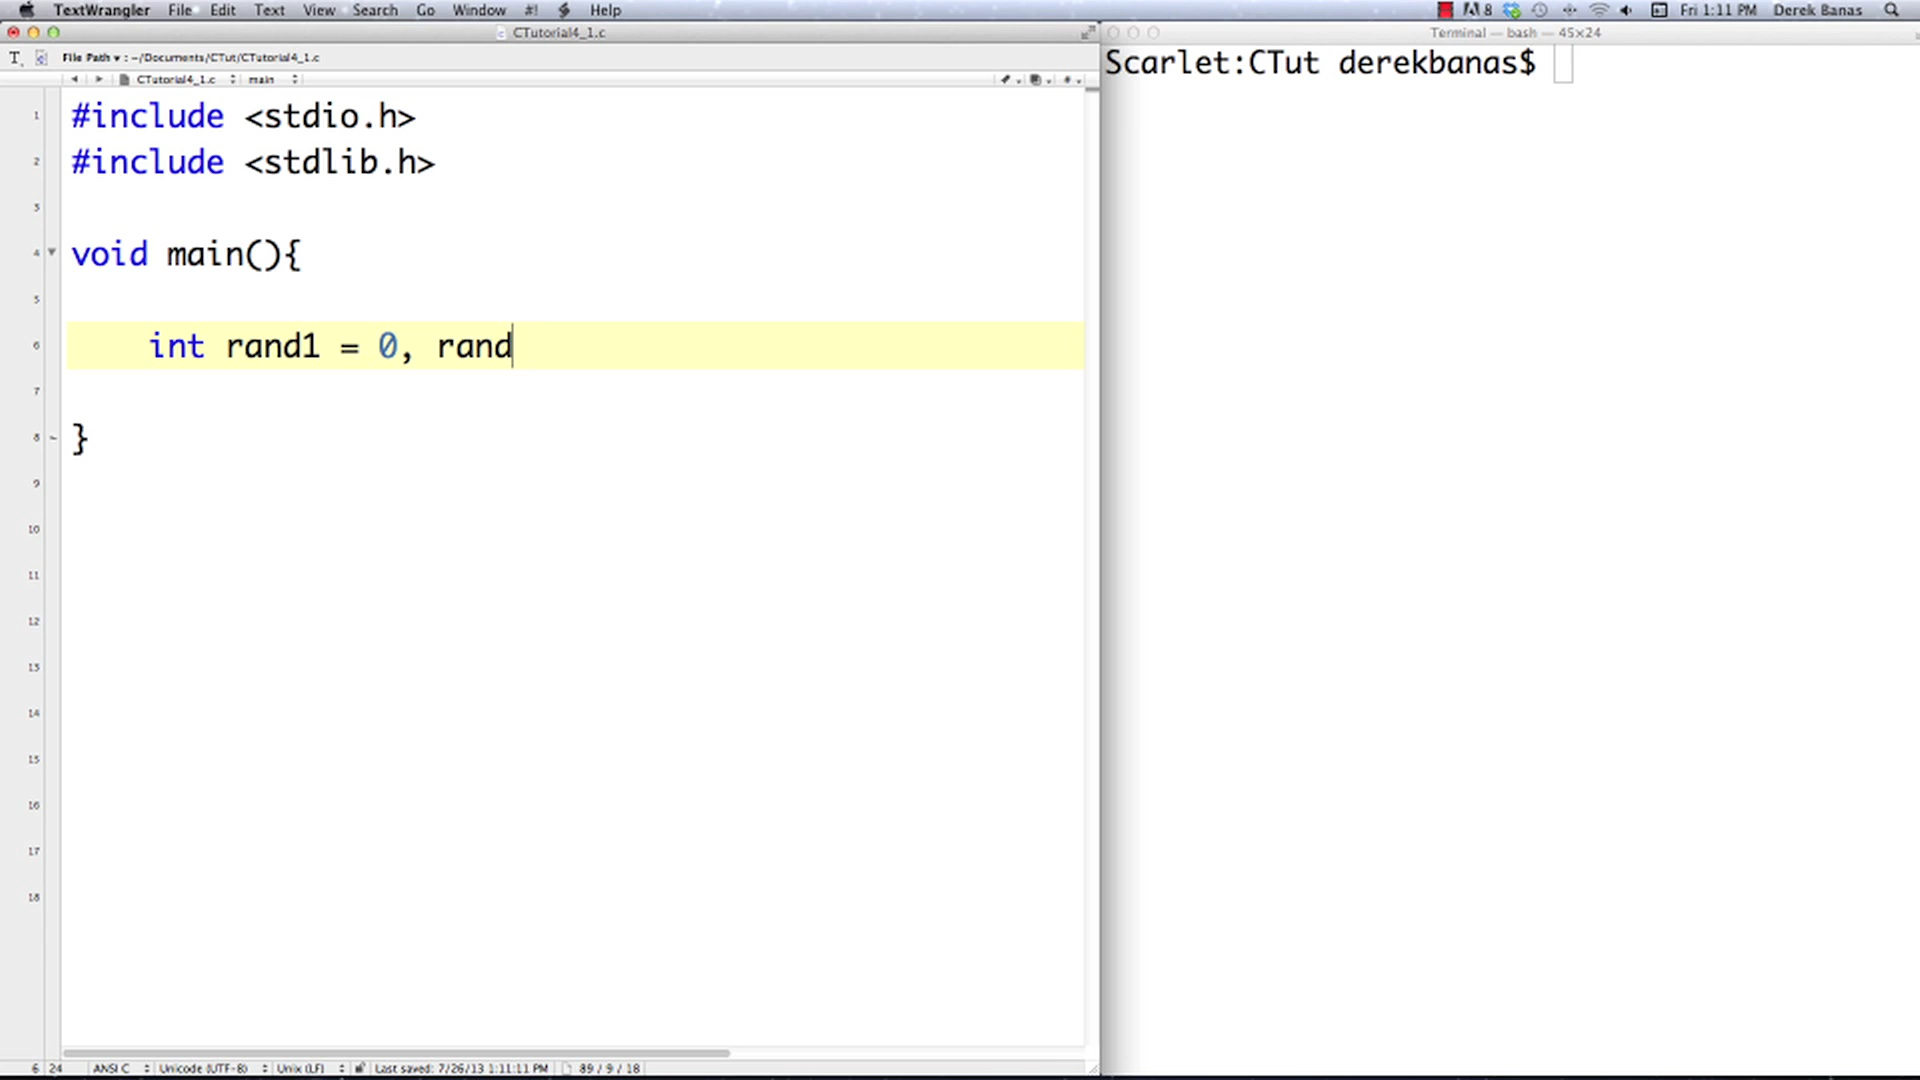 TextWrangler File Edit Text View Search Go Window #! Help 8 Fri 1:11 PM Derek Banas
CTutorial4_1.c
Terminal — bash — 45×24
File Path ▾ : ~/Documents/CTut/CTutorial4_1.c
CTutorial4_1.c main
Scarlet:CTut derekbanas$
1 #include <stdio.h>
2 #include <stdlib.h>
3
4 void main(){
5
6 int rand1 = 0, rand
7
8 }
9
10
11
12
13
14
15
16
17
18
6 24 ANSI C Unicode (UTF-8) Unix (LF) Last saved: 7/26/13 1:11:11 PM 89 / 9 / 18